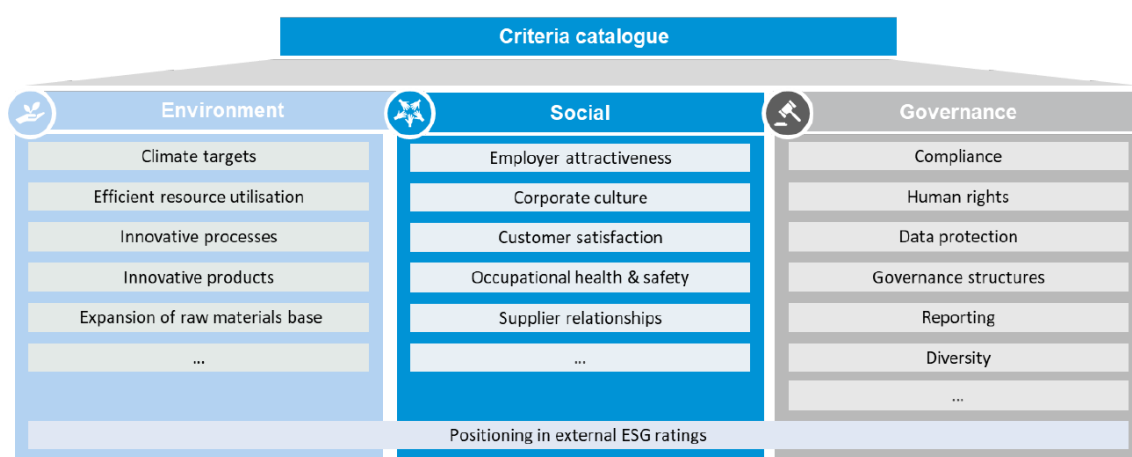 Criteria catalogue
Environment
Climate targets
Efficient resource utilisation
Innovative processes
Innovative products
Expansion of raw materials base
...
Social
Employer attractiveness
Corporate culture
Customer satisfaction
Occupational health & safety
Supplier relationships
...
Governance
Compliance
Human rights
Data protection
Governance structures
Reporting
Diversity
...
Positioning in external ESG ratings